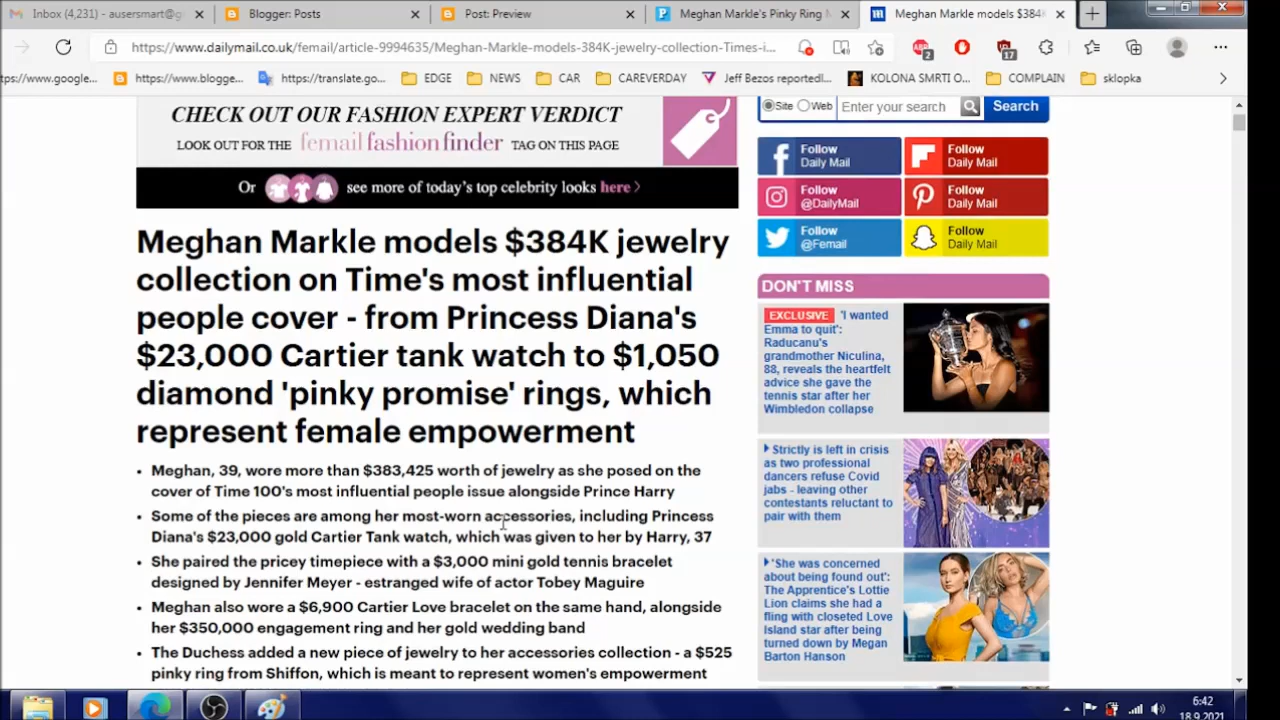 Inbox (4,231) - ausersmart@g
Blogger: Posts
Post: Preview
Meghan Markle's Pinky Ring M
Meghan Markle models $384K
https://www.dailymail.co.uk/femail/article-9994635/Meghan-Markle-models-384K-jewelry-collection-Times-i...
2
17
tps://www.google...
https://www.blogge...
https://translate.go...
EDGE
NEWS
CAR
CAREVERDAY
Jeff Bezos reportedl...
KOLONA SMRTI O...
COMPLAIN
sklopka
CHECK OUT OUR FASHION EXPERT VERDICT
LOOK OUT FOR THE femail fashion finder TAG ON THIS PAGE
Or see more of today's top celebrity looks here >
Site Web Enter your search Search
Follow
Daily Mail
Follow
Daily Mail
Follow
@DailyMail
Follow
Daily Mail
Follow
@Femail
Follow
Daily Mail
Meghan Markle models $384K jewelry
collection on Time's most influential
people cover - from Princess Diana's
$23,000 Cartier tank watch to $1,050
diamond 'pinky promise' rings, which
represent female empowerment
• Meghan, 39, wore more than $383,425 worth of jewelry as she posed on the
cover of Time 100's most influential people issue alongside Prince Harry
• Some of the pieces are among her most-worn accessories, including Princess
Diana's $23,000 gold Cartier Tank watch, which was given to her by Harry, 37
• She paired the pricey timepiece with a $3,000 mini gold tennis bracelet
designed by Jennifer Meyer - estranged wife of actor Tobey Maguire
• Meghan also wore a $6,900 Cartier Love bracelet on the same hand, alongside
her $350,000 engagement ring and her gold wedding band
• The Duchess added a new piece of jewelry to her accessories collection - a $525
pinky ring from Shiffon, which is meant to represent women's empowerment
DON'T MISS
EXCLUSIVE 'I wanted
Emma to quit':
Raducanu's
grandmother Niculina,
88, reveals the heartfelt
advice she gave the
tennis star after her
Wimbledon collapse
Strictly is left in crisis
as two professional
dancers refuse Covid
jabs - leaving other
contestants reluctant to
pair with them
'She was concerned
about being found out':
The Apprentice's Lottie
Lion claims she had a
fling with closeted Love
Island star after being
turned down by Megan
Barton Hanson
6:42
18.9.2021